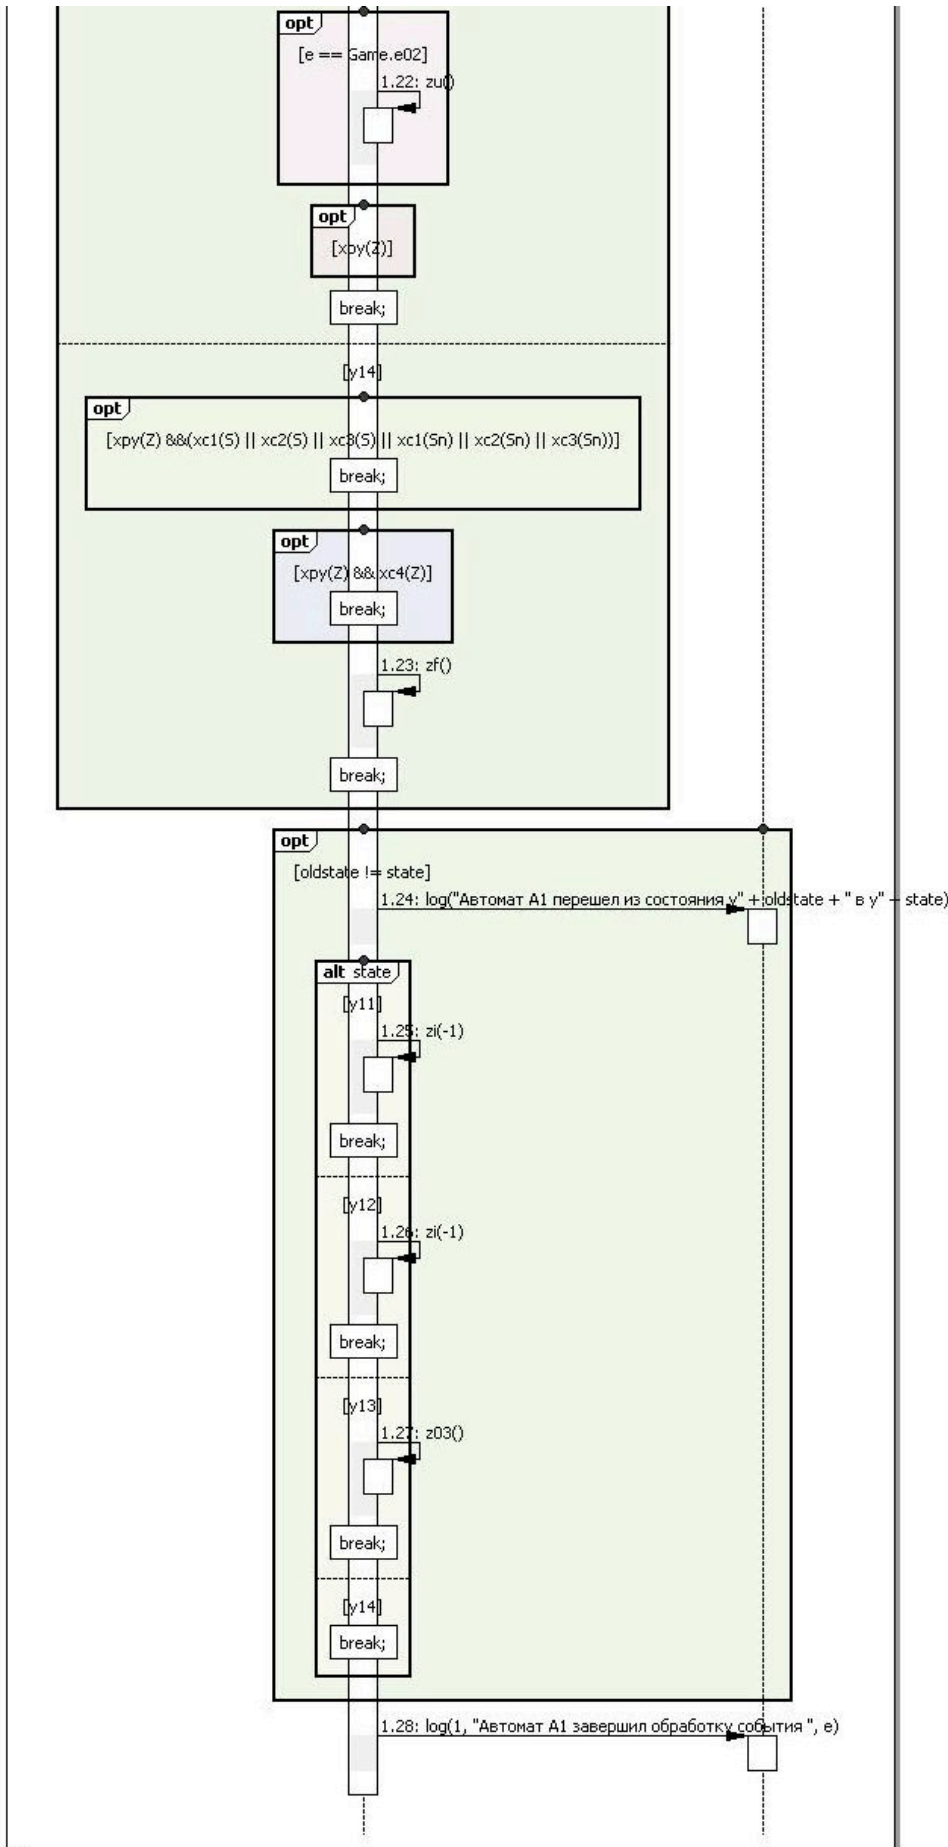 opt
[e == Game.e02]
1.22: zu()
opt
[xpy(Z)]
break;
[y14]
opt
[xpy(Z) &&(xc1(S) || xc2(S) || xc3(S) || xc1(Sn) || xc2(Sn) || xc3(Sn))]
break;
opt
[xpy(Z) && xc4(Z)]
break;
1.23: zf()
break;
opt
[oldstate != state]
1.24: log("Автомат А1 перешел из состояния y" + oldstate + " в y" + state)
alt state
[y11]
1.25: zi(-1)
break;
[y12]
1.26: zi(-1)
break;
[y13]
1.27: z03()
break;
[y14]
break;
1.28: log(1, "Автомат А1 завершил обработку события ", e)